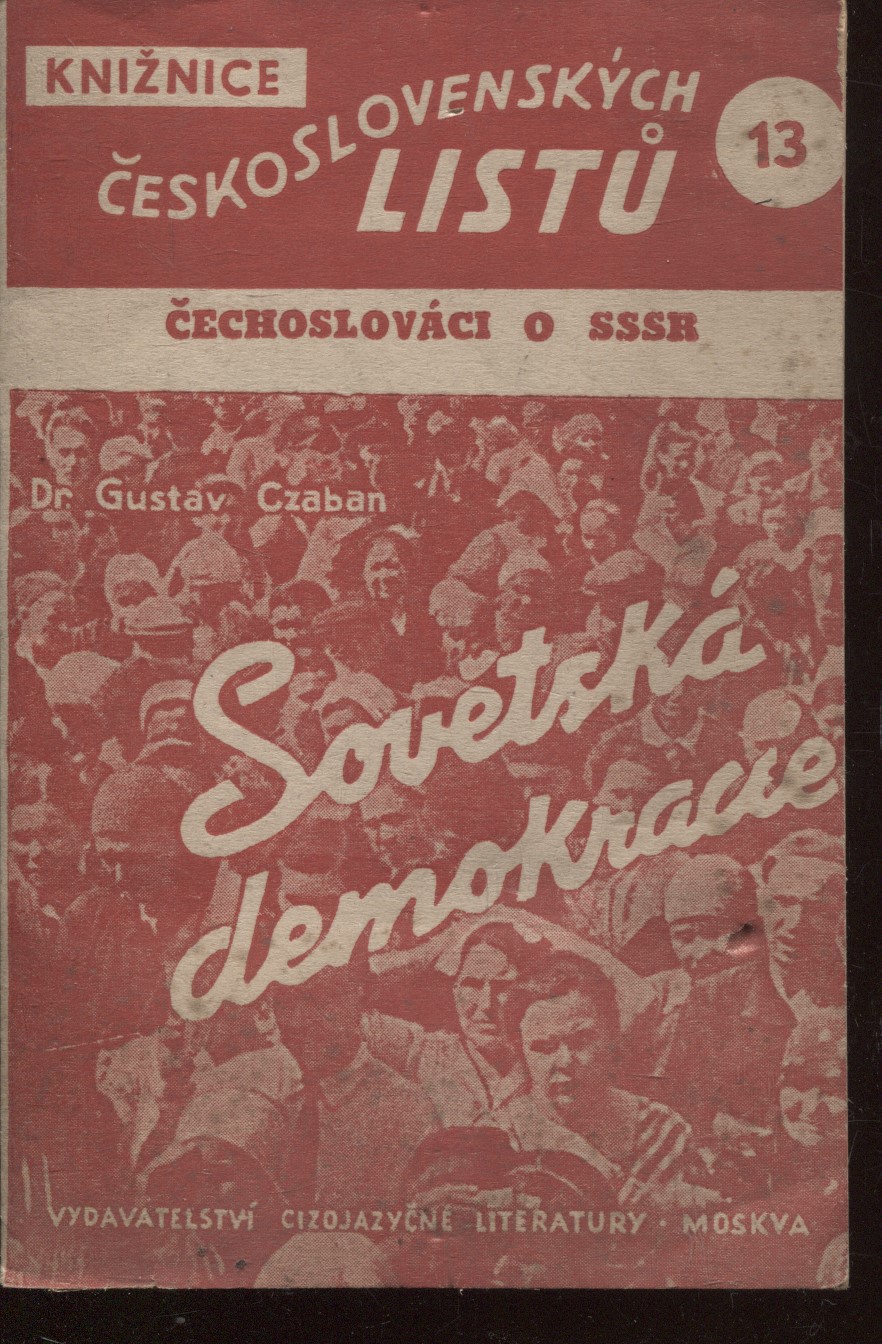 KNIŽNICE
ČESKOSLOVENSKÝCH
LISTŮ
13
ČECHOSLOVÁCI O SSSR
Dr. Gustav Czaban
Sovětská
demokracie
VYDAVATELSTVÍ CIZOJAZYČNÉ LITERATURY · MOSKVA